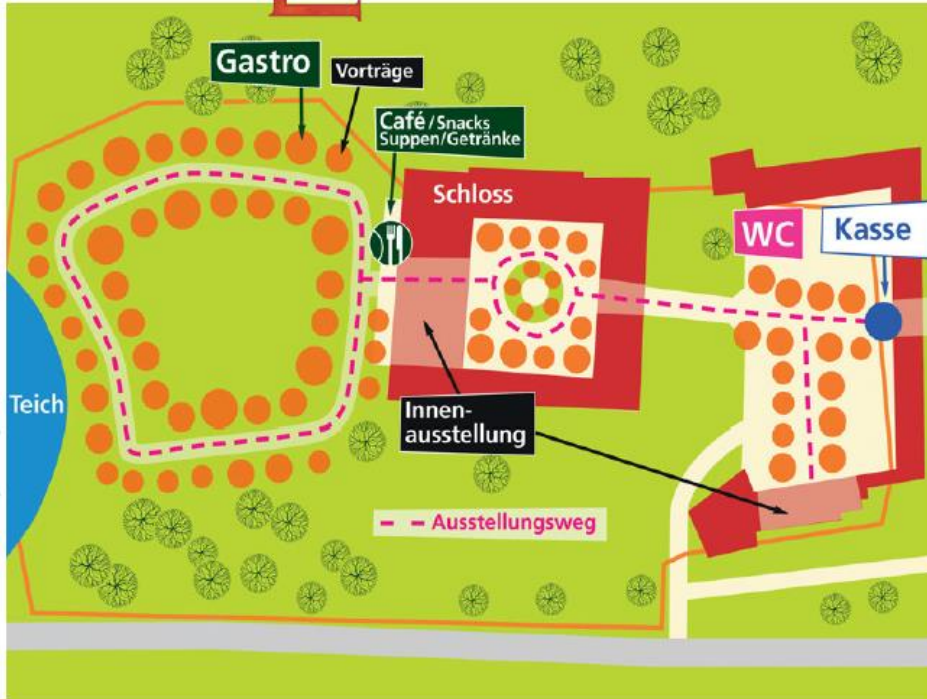 Gastro
Vorträge
Café / Snacks
Suppen/Getränke
Schloss
WC
Kasse
Teich
Innen-
ausstellung
Ausstellungsweg